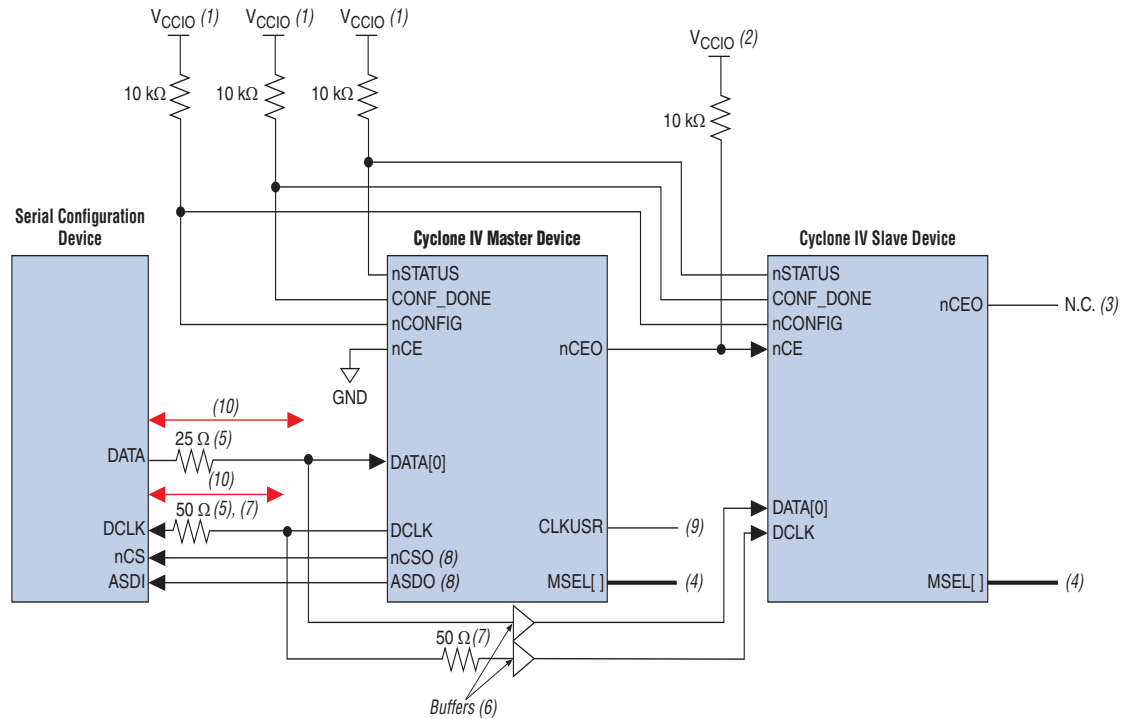 VCCIO (1) VCCIO (1) VCCIO (1)
VCCIO (2)
10 kΩ 10 kΩ 10 kΩ
10 kΩ
Serial Configuration
Device
Cyclone IV Master Device
Cyclone IV Slave Device
nSTATUS
CONF_DONE
nCONFIG
nCE
nCEO
GND
nSTATUS
CONF_DONE
nCONFIG
nCE
nCEO
N.C. (3)
(10)
25 Ω (5)
DATA
DATA[0]
(10)
50 Ω (5), (7)
DCLK
nCS
ASDI
DCLK
nCSO (8)
ASDO (8)
CLKUSR
(9)
MSEL[ ]
(4)
DATA[0]
DCLK
MSEL[ ]
(4)
50 Ω (7)
Buffers (6)